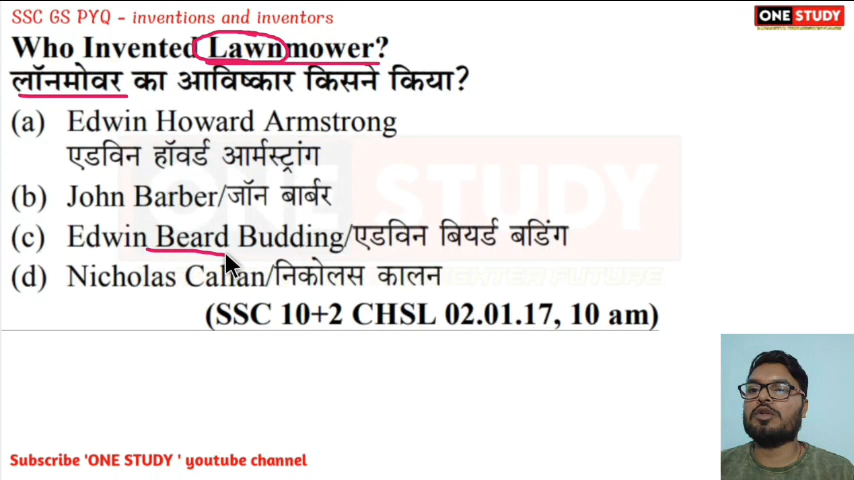 SSC GS PYQ - inventions and inventors
ONE STUDY
Who Invented Lawnmower?
लॉनमोवर का आविष्कार किसने किया?
(a) Edwin Howard Armstrong
एडविन हॉवर्ड आर्मस्ट्रांग
(b) John Barber/जॉन बार्बर
(c) Edwin Beard Budding/एडविन बियर्ड बडिंग
(d) Nicholas Callan/निकोलस कालन
(SSC 10+2 CHSL 02.01.17, 10 am)
Subscribe 'ONE STUDY ' youtube channel